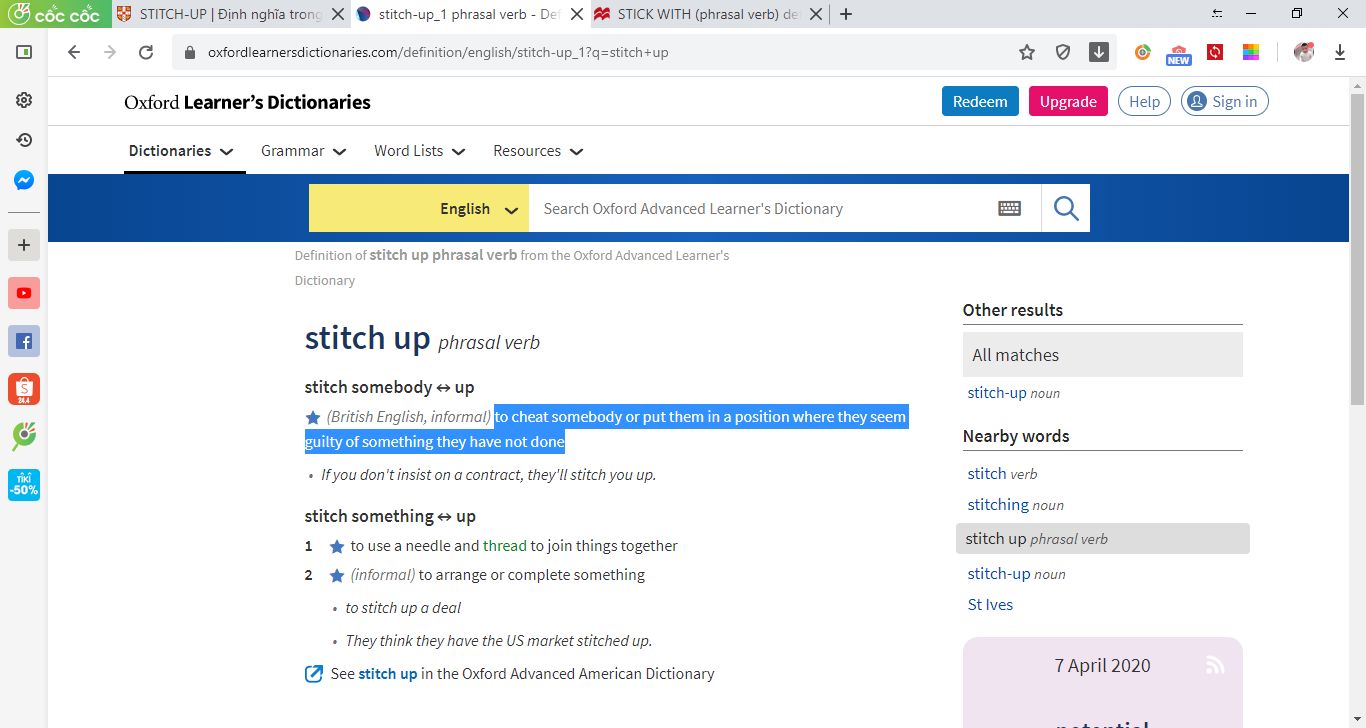 cốc cốc
STITCH-UP | Định nghĩa trong
stitch-up_1 phrasal verb - Def
STICK WITH (phrasal verb) de
oxfordlearnersdictionaries.com/definition/english/stitch-up_1?q=stitch+up
NEW
Oxford Learner's Dictionaries
Redeem
Upgrade
Help
Sign in
Dictionaries
Grammar
Word Lists
Resources
English
Search Oxford Advanced Learner's Dictionary
Definition of stitch up phrasal verb from the Oxford Advanced Learner's
Dictionary
stitch up phrasal verb
stitch somebody ↔ up
(British English, informal) to cheat somebody or put them in a position where they seem
guilty of something they have not done
• If you don't insist on a contract, they'll stitch you up.
stitch something ↔ up
1 to use a needle and thread to join things together
2 (informal) to arrange or complete something
• to stitch up a deal
• They think they have the US market stitched up.
See stitch up in the Oxford Advanced American Dictionary
Other results
All matches
stitch-up noun
Nearby words
stitch verb
stitching noun
stitch up phrasal verb
stitch-up noun
St Ives
7 April 2020
potential
S
24.4
TIKI
-50%